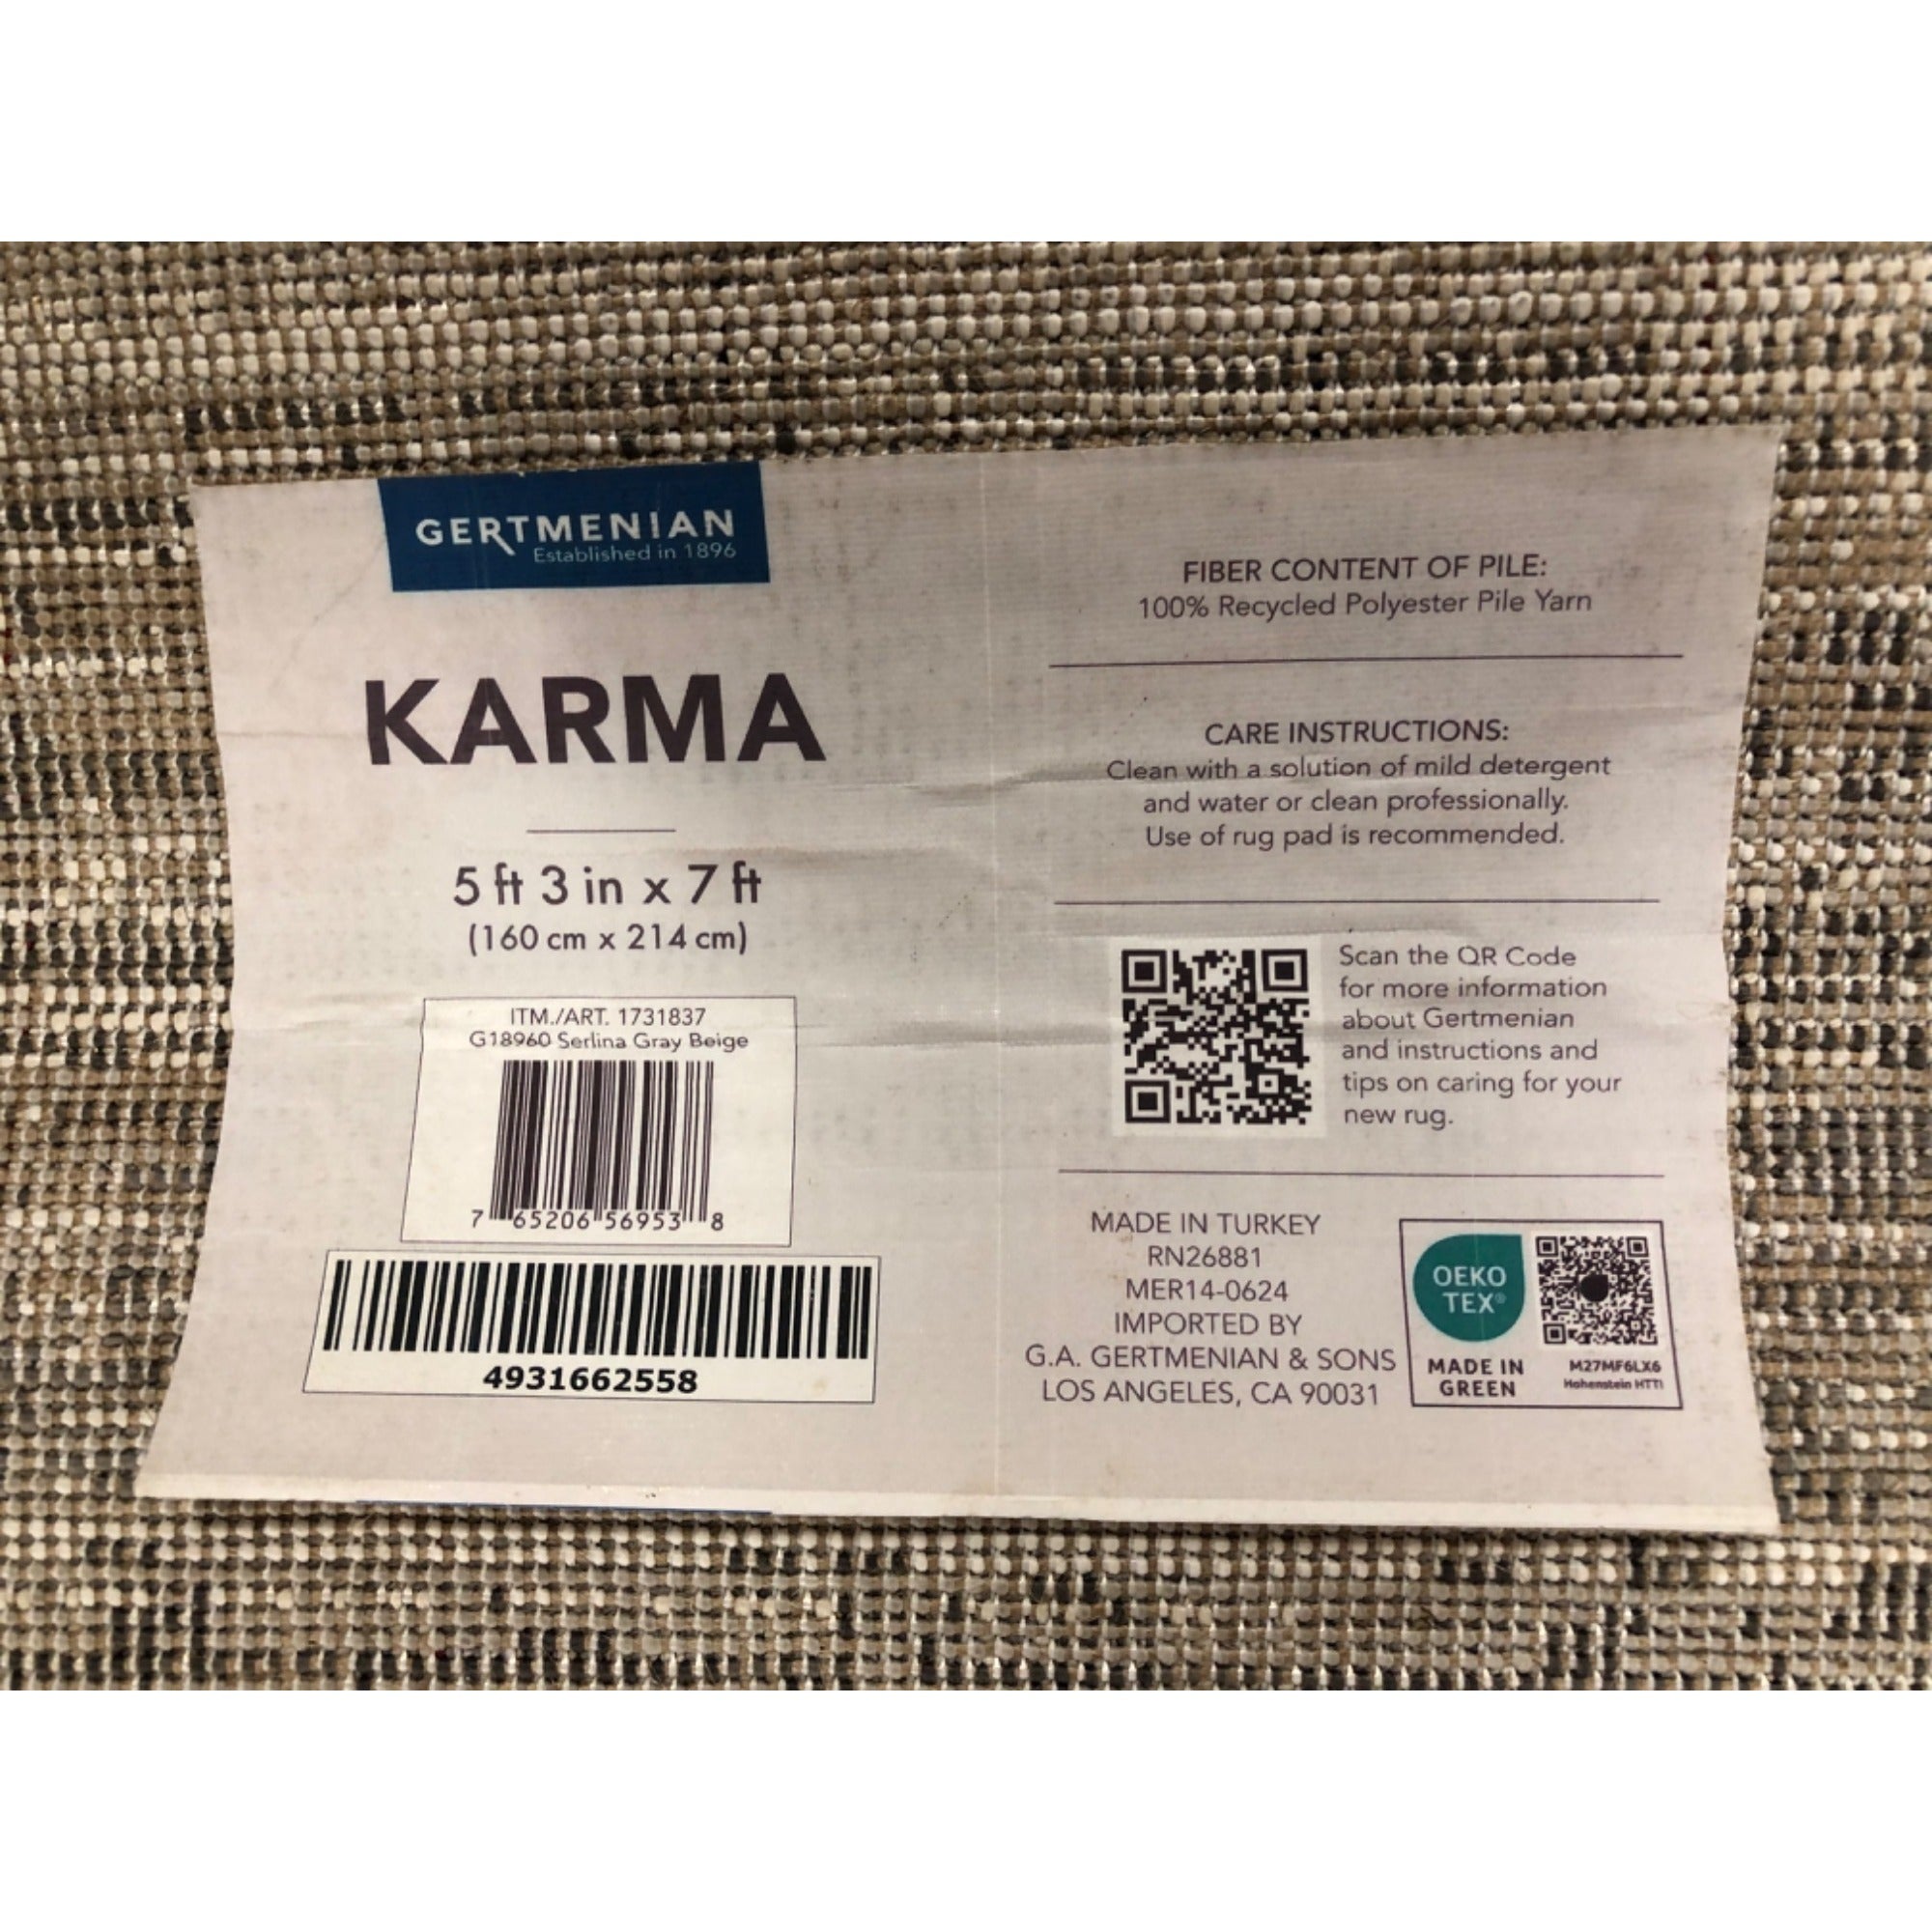 GERTMENIAN
Established in 1896
KARMA
5 ft 3 in x 7 ft
(160 cm x 214 cm)
ITM./ART. 1731837
G18960 Serlina Gray Beige
7 65206 56953 8
4931662558
FIBER CONTENT OF PILE:
100% Recycled Polyester Pile Yarn
CARE INSTRUCTIONS:
Clean with a solution of mild detergent
and water or clean professionally.
Use of rug pad is recommended.
Scan the QR Code
for more information
about Gertmenian
and instructions and
tips on caring for your
new rug.
MADE IN TURKEY
RN26881
MER14-0624
IMPORTED BY
G.A. GERTMENIAN & SONS
LOS ANGELES, CA 90031
OEKO
TEX®
MADE IN
GREEN
M27MF6LX6
Hohenstein HTTI